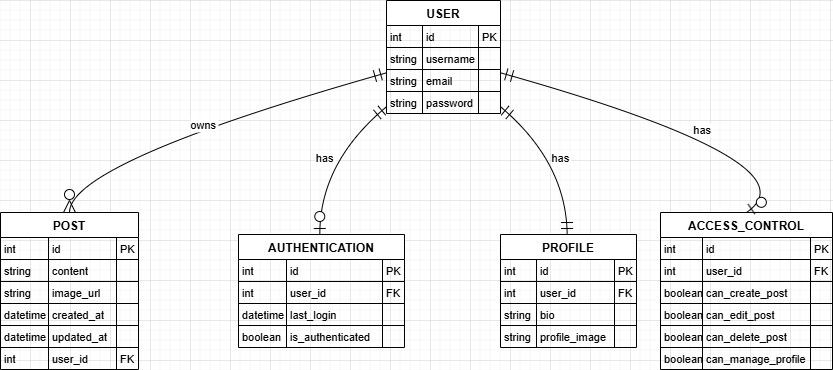 USER
int id PK
string username
string email
string password
owns
has
has
has
POST
int id PK
string content
string image_url
datetime created_at
datetime updated_at
int user_id FK
AUTHENTICATION
int id PK
int user_id FK
datetime last_login
boolean is_authenticated
PROFILE
int id PK
int user_id FK
string bio
string profile_image
ACCESS_CONTROL
int id PK
int user_id FK
boolean can_create_post
boolean can_edit_post
boolean can_delete_post
boolean can_manage_profile